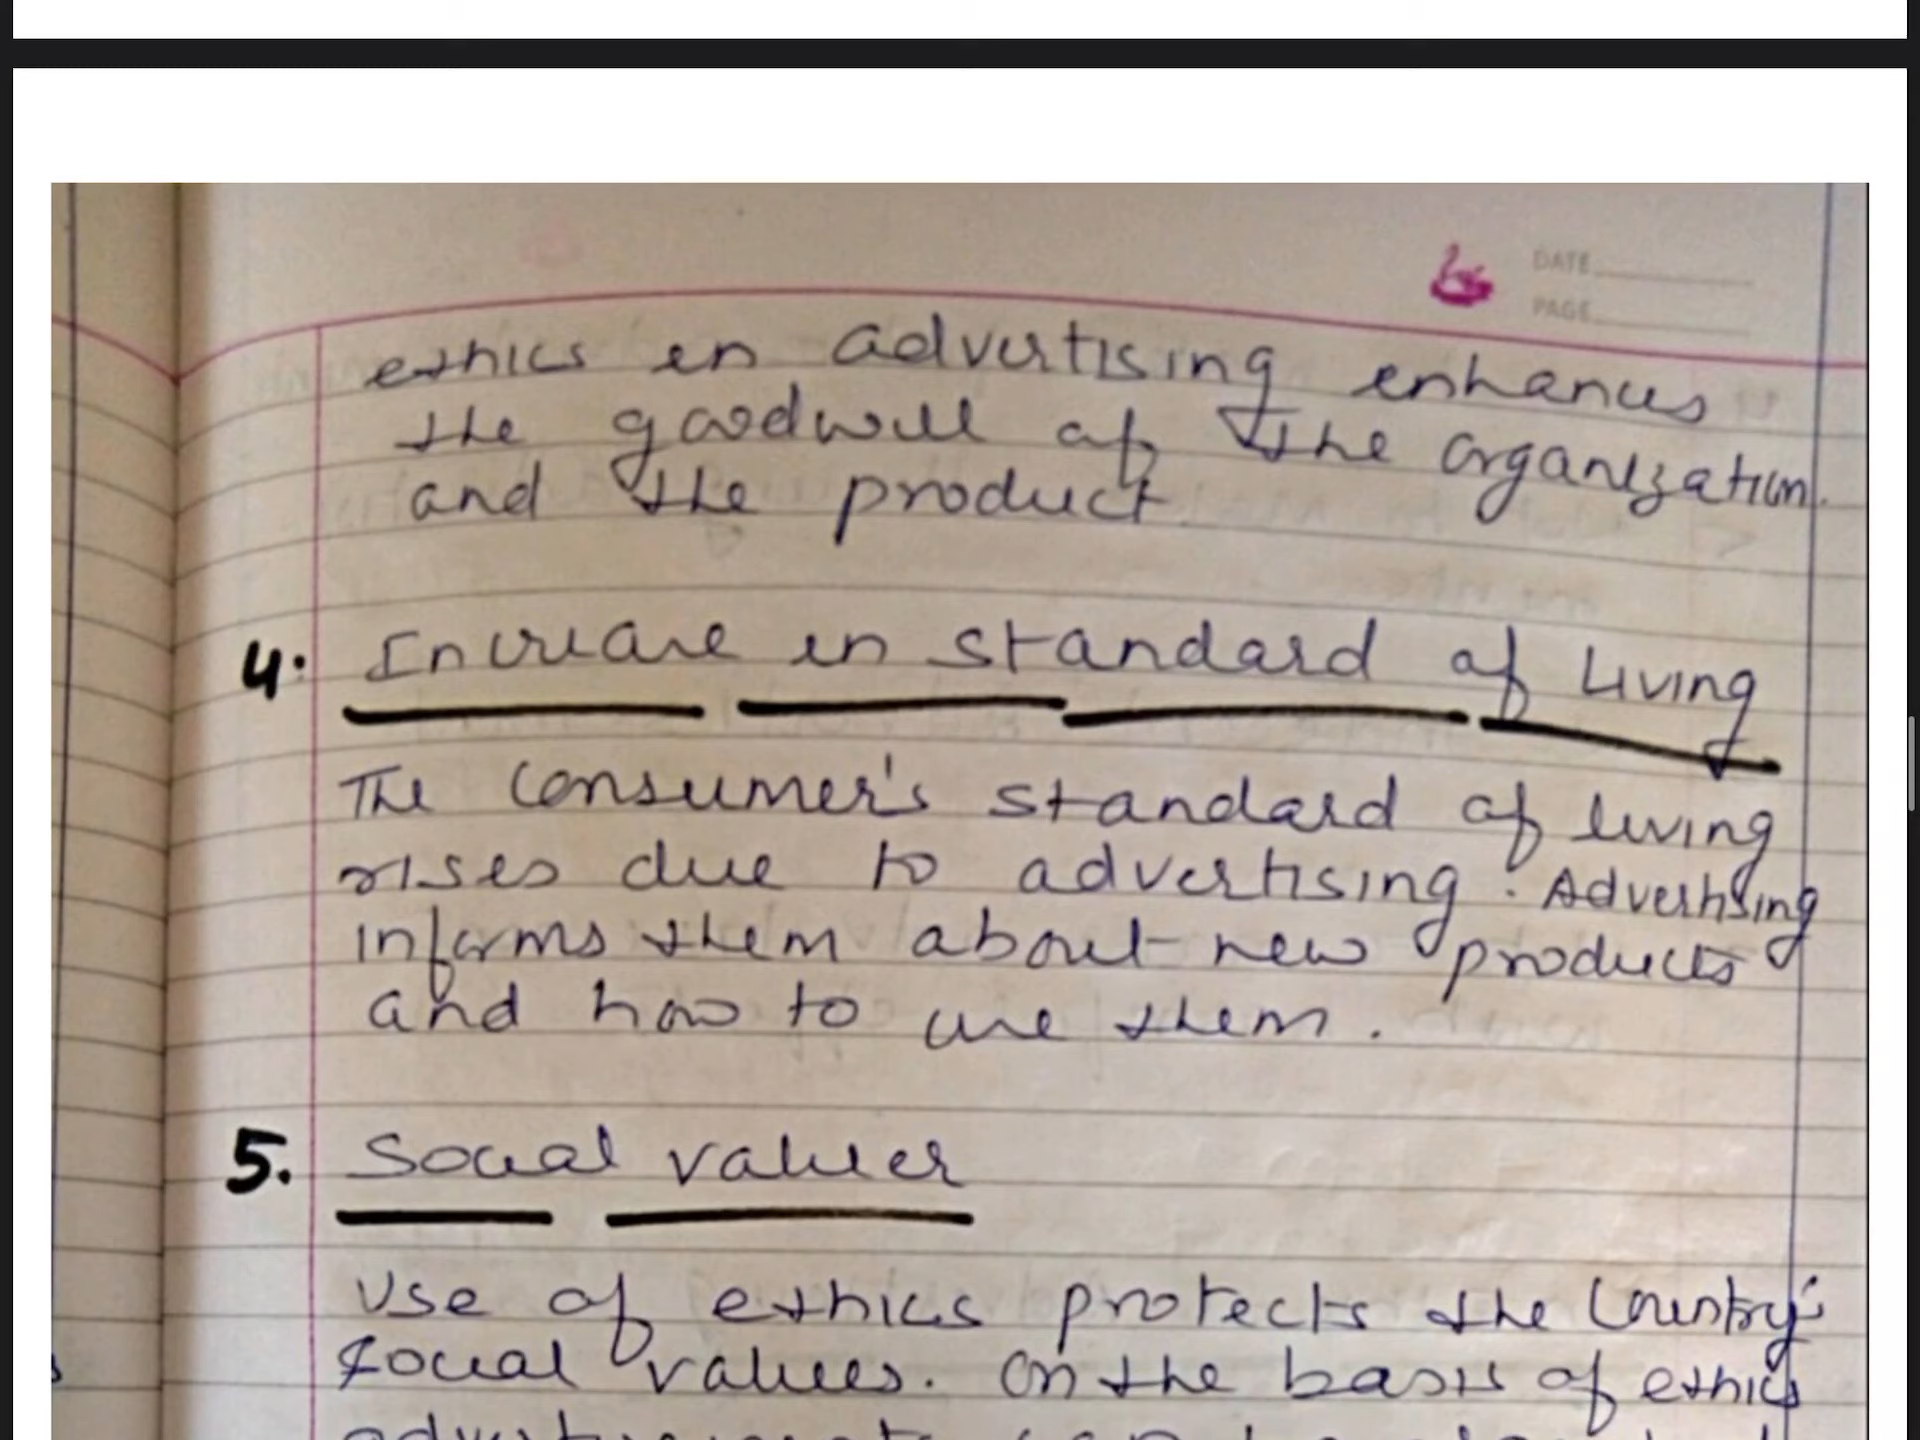 DATE
PAGE
ethics in advertising enhances
the goodwill of the organization
and the product
4. Increase in standard of Living
The Consumer's standard of living
rises due to advertising. Advertising
informs them about new products
and how to use them.
5. Social values
Use of ethics protects the Country's
social values. On the basis of ethics